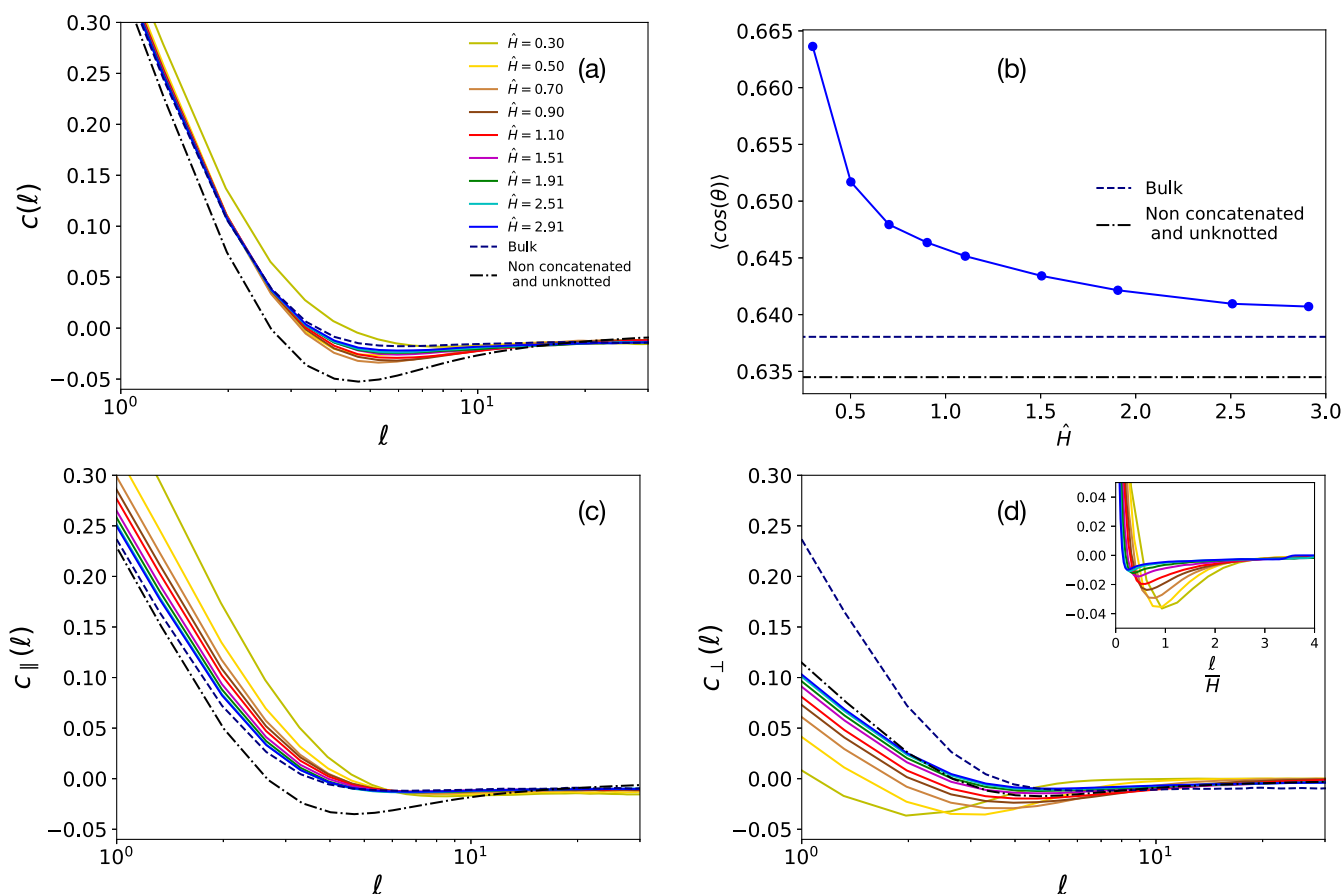 0.30
0.25
0.20
0.15
0.10
0.05
0.00
−0.05
c(ℓ)
10⁰
10¹
ℓ
(a)
Ĥ = 0.30
Ĥ = 0.50
Ĥ = 0.70
Ĥ = 0.90
Ĥ = 1.10
Ĥ = 1.51
Ĥ = 1.91
Ĥ = 2.51
Ĥ = 2.91
Bulk
Non concatenated
and unknotted
0.665
0.660
0.655
0.650
0.645
0.640
0.635
⟨cos(θ)⟩
(b)
Bulk
Non concatenated
and unknotted
0.5
1.0
1.5
2.0
2.5
3.0
Ĥ
0.30
0.25
0.20
0.15
0.10
0.05
0.00
−0.05
c∥(ℓ)
(c)
10⁰
10¹
ℓ
0.30
0.25
0.20
0.15
0.10
0.05
0.00
−0.05
c⊥(ℓ)
(d)
10⁰
10¹
ℓ
0.04
0.02
0.00
−0.02
−0.04
0
1
2
3
4
ℓ
H